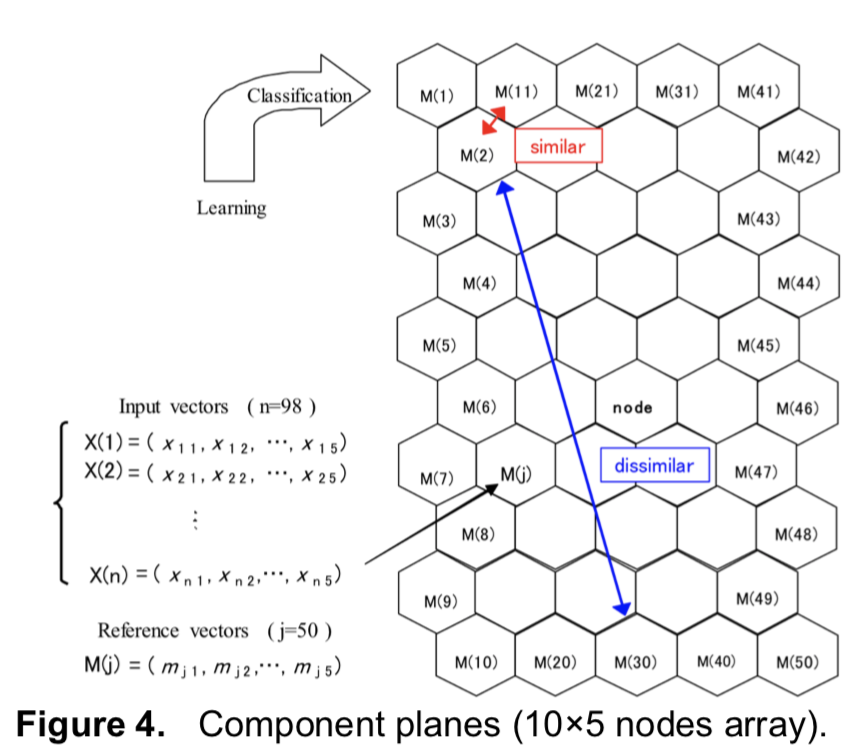 Classification
Learning
M(1) M(11) M(21) M(31) M(41)
M(2) similar M(42)
M(3) M(43)
M(4) M(44)
M(5) M(45)
M(6) node M(46)
M(7) M(j) dissimilar M(47)
M(8) M(48)
M(9) M(49)
M(10) M(20) M(30) M(40) M(50)
Input vectors ( n=98 )
X(1) = ( x₁₁, x₁₂, ⋯, x₁₅)
X(2) = ( x₂₁, x₂₂, ⋯, x₂₅)
⋮
X(n) = ( xₙ₁, xₙ₂,⋯, xₙ₅)
Reference vectors ( j=50 )
M(j) = ( mⱼ₁, mⱼ₂,⋯, mⱼ₅)
Figure 4. Component planes (10×5 nodes array).